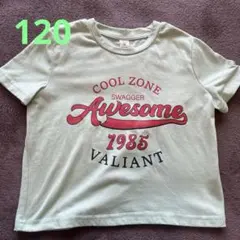 120
COOL ZONE
SWAGGER
Awesome
1985
VALIANT